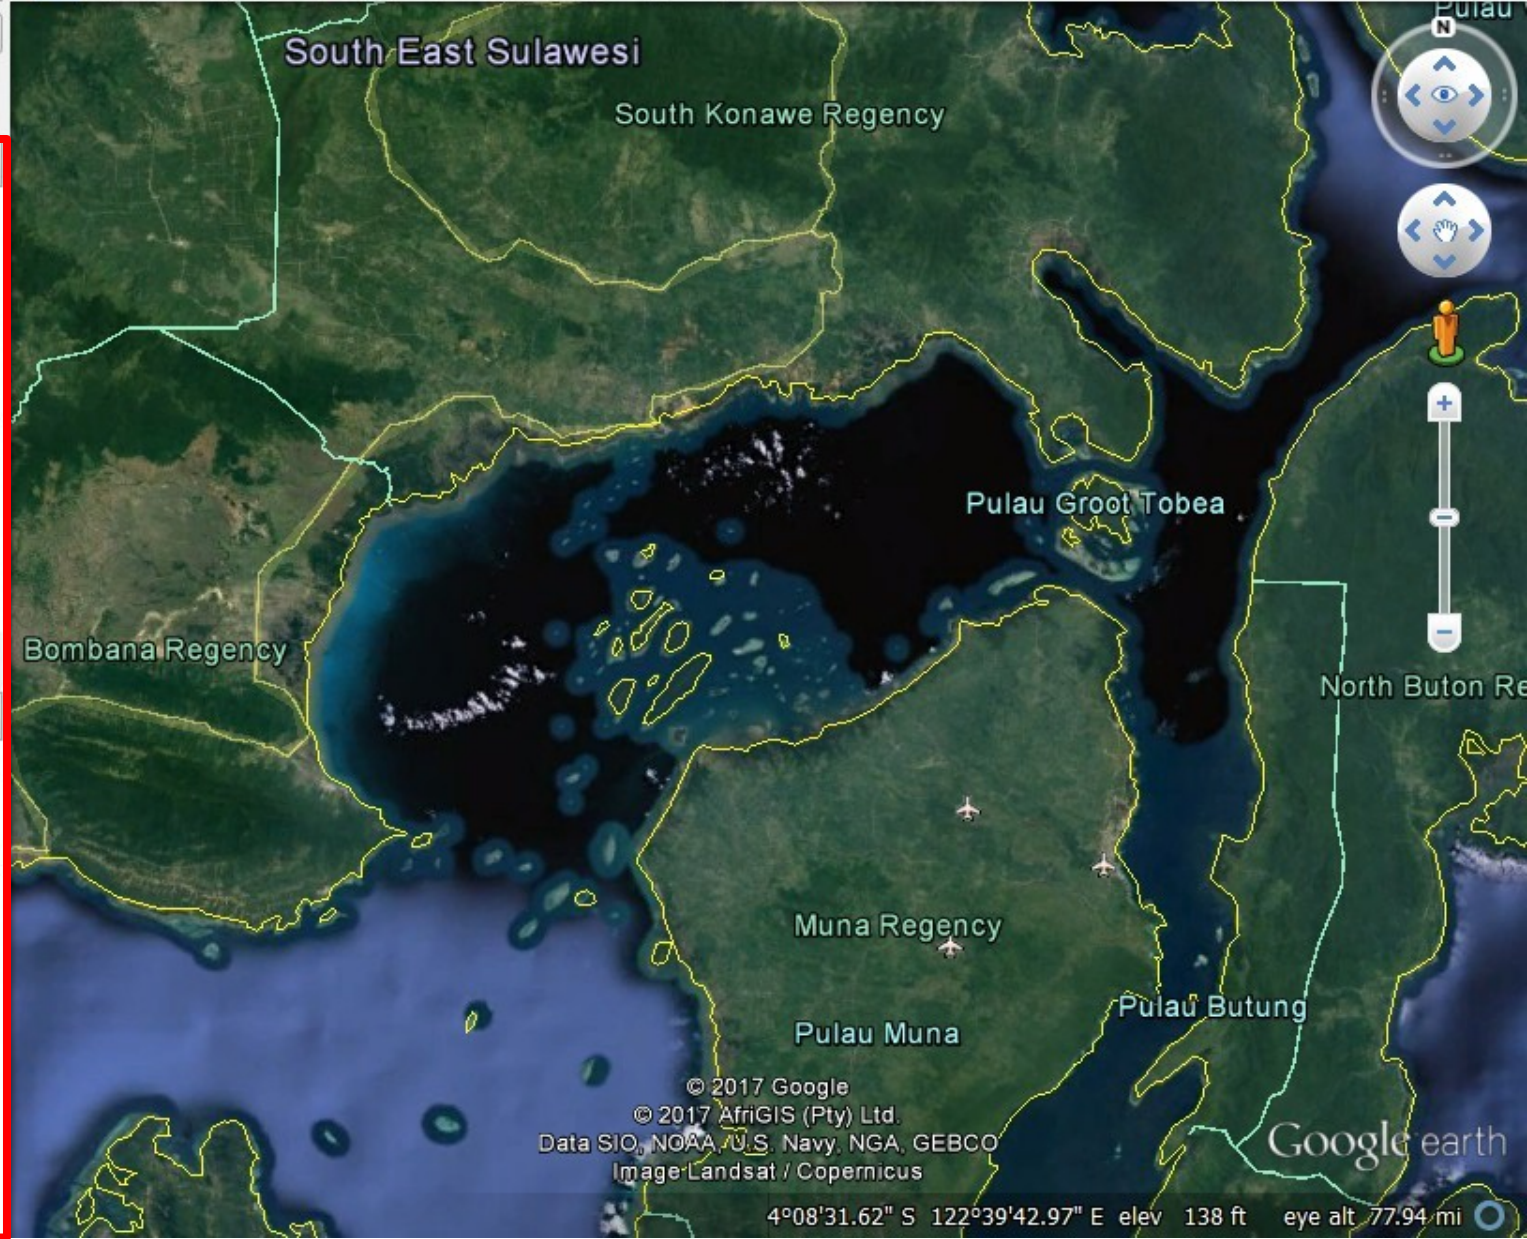 Pulau
N
South East Sulawesi
South Konawe Regency
Pulau Groot Tobea
Bombana Regency
North Buton Re
Muna Regency
Pulau Butung
Pulau Muna
© 2017 Google
© 2017 AfriGIS (Pty) Ltd.
Data SIO, NOAA, U.S. Navy, NGA, GEBCO
Image Landsat / Copernicus
Google earth
4°08'31.62" S 122°39'42.97" E elev 138 ft eye alt 77.94 mi